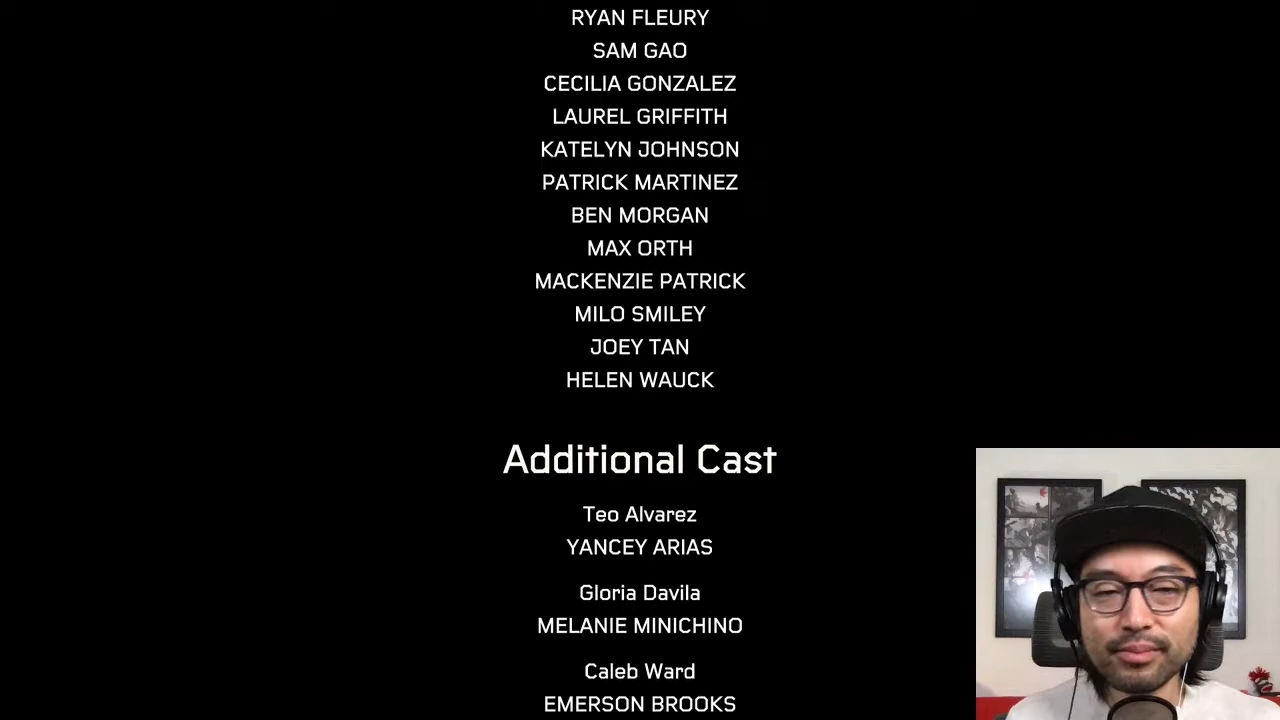 RYAN FLEURY
SAM GAO
CECILIA GONZALEZ
LAUREL GRIFFITH
KATELYN JOHNSON
PATRICK MARTINEZ
BEN MORGAN
MAX ORTH
MACKENZIE PATRICK
MILO SMILEY
JOEY TAN
HELEN WAUCK
Additional Cast
Teo Alvarez
YANCEY ARIAS
Gloria Davila
MELANIE MINICHINO
Caleb Ward
EMERSON BROOKS